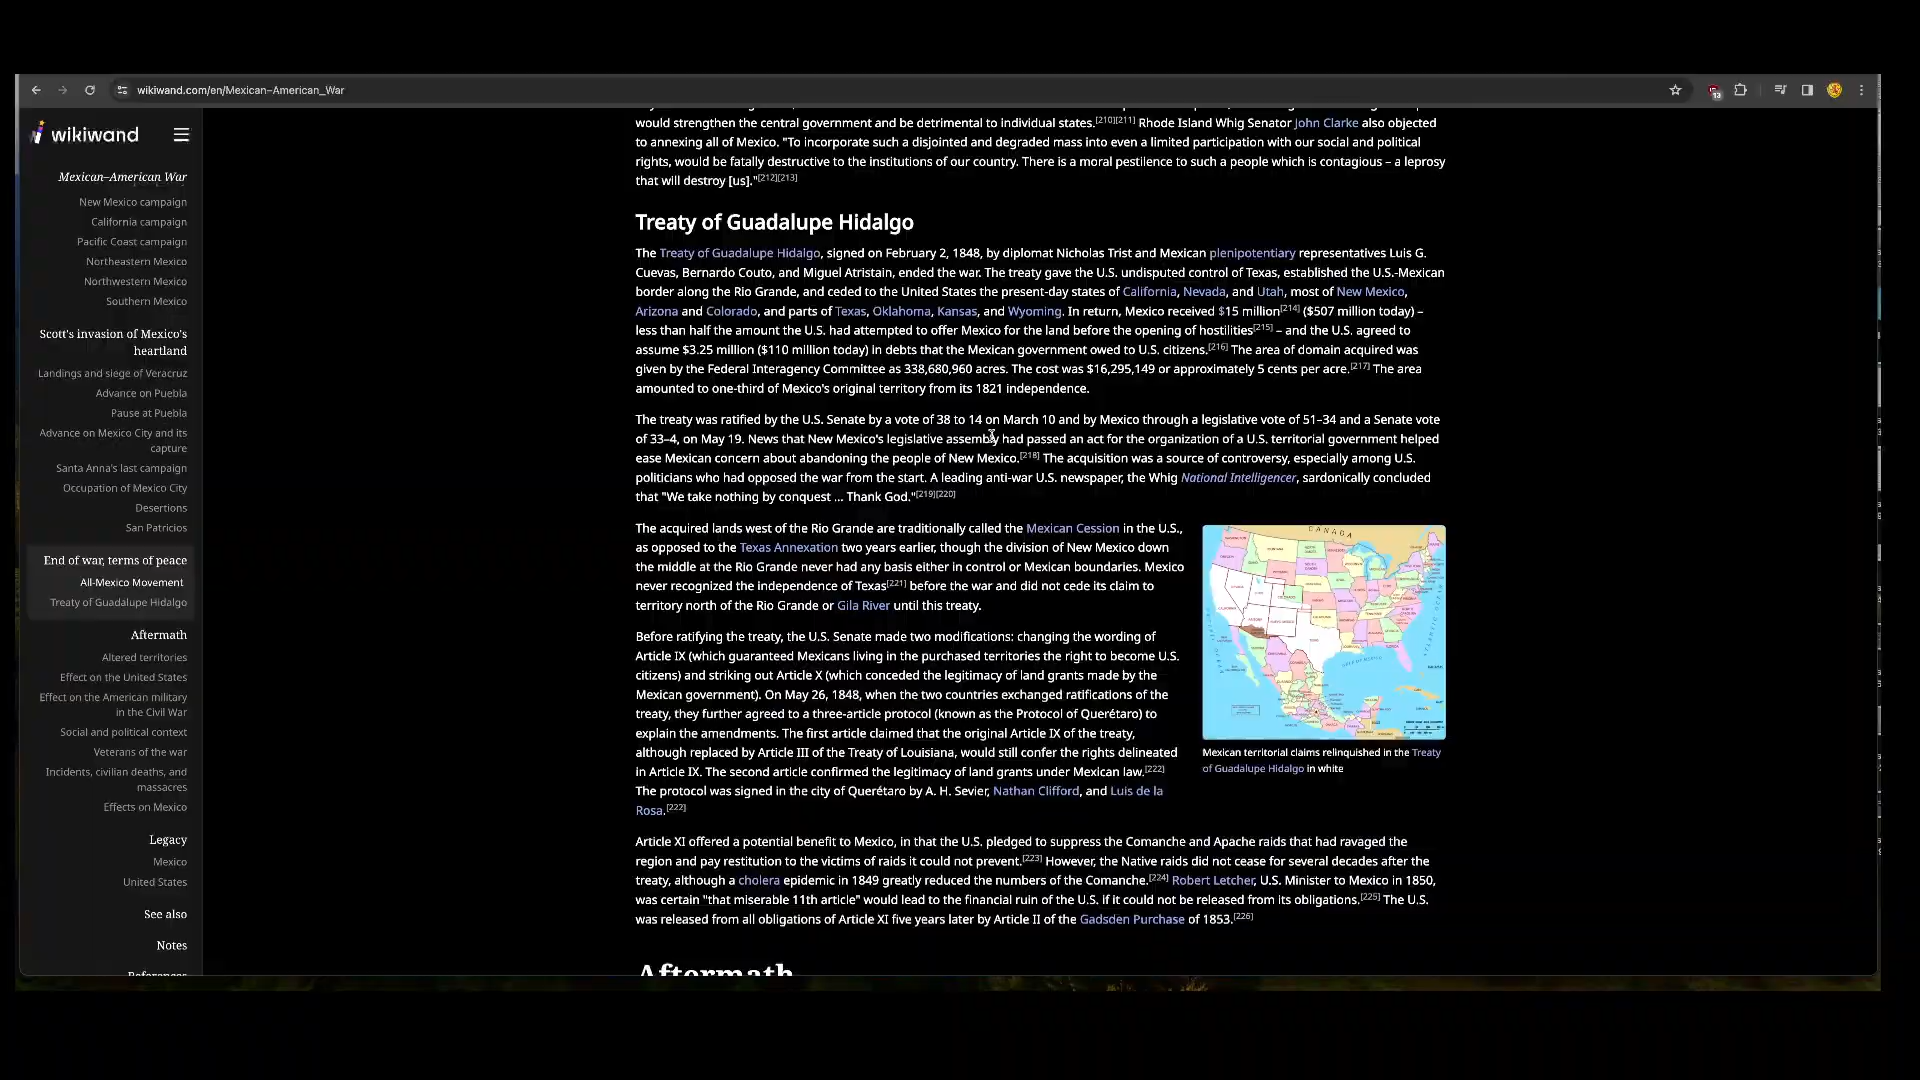 wikiwand.com/en/Mexican–American_War
13
wikiwand
Mexican–American War
New Mexico campaign
California campaign
Pacific Coast campaign
Northeastern Mexico
Northwestern Mexico
Southern Mexico
Scott's invasion of Mexico's
heartland
Landings and siege of Veracruz
Advance on Puebla
Pause at Puebla
Advance on Mexico City and its
capture
Santa Anna's last campaign
Occupation of Mexico City
Desertions
San Patricios
End of war, terms of peace
All-Mexico Movement
Treaty of Guadalupe Hidalgo
Aftermath
Altered territories
Effect on the United States
Effect on the American military
in the Civil War
Social and political context
Veterans of the war
Incidents, civilian deaths, and
massacres
Effects on Mexico
Legacy
Mexico
United States
See also
Notes
References
would strengthen the central government and be detrimental to individual states.[210][211] Rhode Island Whig Senator John Clarke also objected
to annexing all of Mexico. "To incorporate such a disjointed and degraded mass into even a limited participation with our social and political
rights, would be fatally destructive to the institutions of our country. There is a moral pestilence to such a people which is contagious – a leprosy
that will destroy [us]."[212][213]
Treaty of Guadalupe Hidalgo
The Treaty of Guadalupe Hidalgo, signed on February 2, 1848, by diplomat Nicholas Trist and Mexican plenipotentiary representatives Luis G.
Cuevas, Bernardo Couto, and Miguel Atristain, ended the war. The treaty gave the U.S. undisputed control of Texas, established the U.S.-Mexican
border along the Rio Grande, and ceded to the United States the present-day states of California, Nevada, and Utah, most of New Mexico,
Arizona and Colorado, and parts of Texas, Oklahoma, Kansas, and Wyoming. In return, Mexico received $15 million[214] ($507 million today) –
less than half the amount the U.S. had attempted to offer Mexico for the land before the opening of hostilities[215] – and the U.S. agreed to
assume $3.25 million ($110 million today) in debts that the Mexican government owed to U.S. citizens.[216] The area of domain acquired was
given by the Federal Interagency Committee as 338,680,960 acres. The cost was $16,295,149 or approximately 5 cents per acre.[217] The area
amounted to one-third of Mexico's original territory from its 1821 independence.
The treaty was ratified by the U.S. Senate by a vote of 38 to 14 on March 10 and by Mexico through a legislative vote of 51–34 and a Senate vote
of 33–4, on May 19. News that New Mexico's legislative assembly had passed an act for the organization of a U.S. territorial government helped
ease Mexican concern about abandoning the people of New Mexico.[218] The acquisition was a source of controversy, especially among U.S.
politicians who had opposed the war from the start. A leading anti-war U.S. newspaper, the Whig National Intelligencer, sardonically concluded
that "We take nothing by conquest ... Thank God."[219][220]
The acquired lands west of the Rio Grande are traditionally called the Mexican Cession in the U.S.,
as opposed to the Texas Annexation two years earlier, though the division of New Mexico down
the middle at the Rio Grande never had any basis either in control or Mexican boundaries. Mexico
never recognized the independence of Texas[221] before the war and did not cede its claim to
territory north of the Rio Grande or Gila River until this treaty.
Before ratifying the treaty, the U.S. Senate made two modifications: changing the wording of
Article IX (which guaranteed Mexicans living in the purchased territories the right to become U.S.
citizens) and striking out Article X (which conceded the legitimacy of land grants made by the
Mexican government). On May 26, 1848, when the two countries exchanged ratifications of the
treaty, they further agreed to a three-article protocol (known as the Protocol of Querétaro) to
explain the amendments. The first article claimed that the original Article IX of the treaty,
although replaced by Article III of the Treaty of Louisiana, would still confer the rights delineated
in Article IX. The second article confirmed the legitimacy of land grants under Mexican law.[222]
The protocol was signed in the city of Querétaro by A. H. Sevier, Nathan Clifford, and Luis de la
Rosa.[222]
CANADA
Mexican territorial claims relinquished in the Treaty
of Guadalupe Hidalgo in white
Article XI offered a potential benefit to Mexico, in that the U.S. pledged to suppress the Comanche and Apache raids that had ravaged the
region and pay restitution to the victims of raids it could not prevent.[223] However, the Native raids did not cease for several decades after the
treaty, although a cholera epidemic in 1849 greatly reduced the numbers of the Comanche.[224] Robert Letcher, U.S. Minister to Mexico in 1850,
was certain "that miserable 11th article" would lead to the financial ruin of the U.S. if it could not be released from its obligations.[225] The U.S.
was released from all obligations of Article XI five years later by Article II of the Gadsden Purchase of 1853.[226]
Aftermath